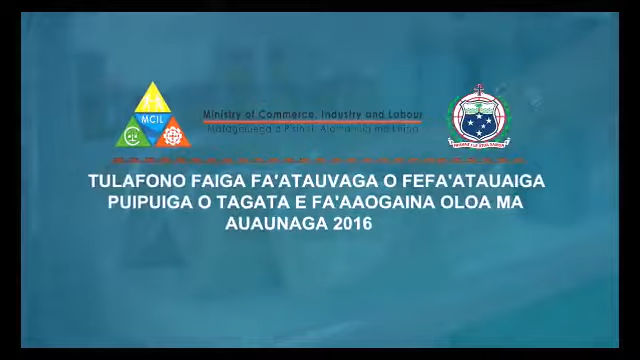 MCIL
Ministry of Commerce, Industry and Labour
TULAFONO FAIGA FA'ATAUVAGA O FEFA'ATAUAIGA
PUIPUIGA O TAGATA E FA'AAOGAINA OLOA MA
AUAUNAGA 2016